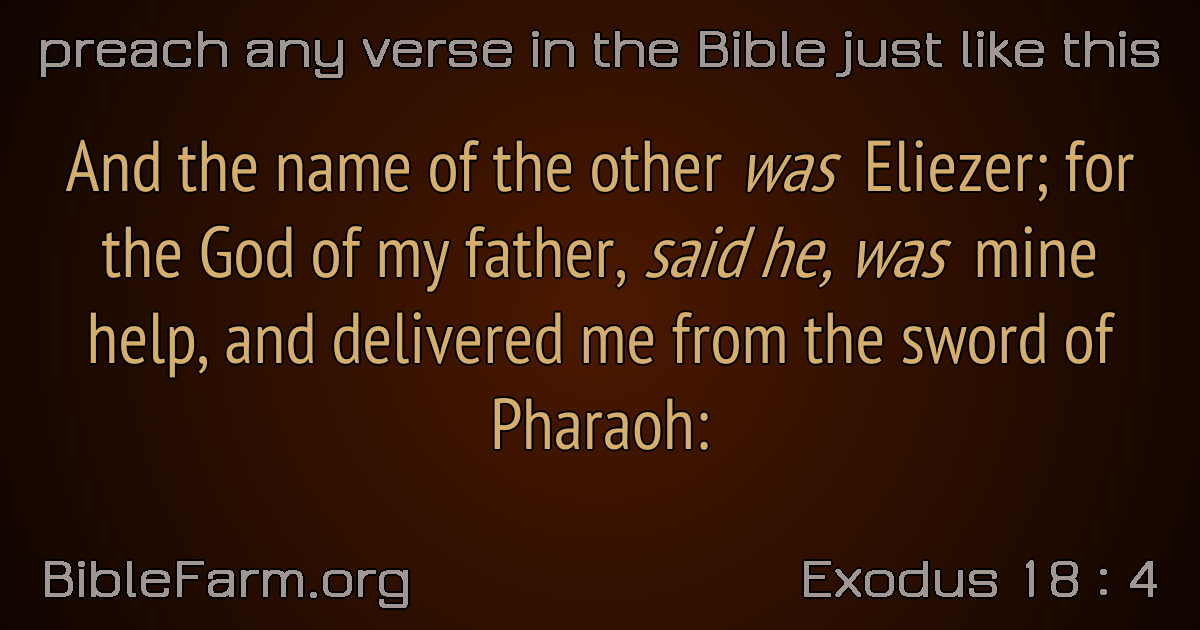 preach any verse in the Bible just like this
And the name of the other was Eliezer; for
the God of my father, said he, was mine
help, and delivered me from the sword of
Pharaoh:
BibleFarm.org
Exodus 18 : 4